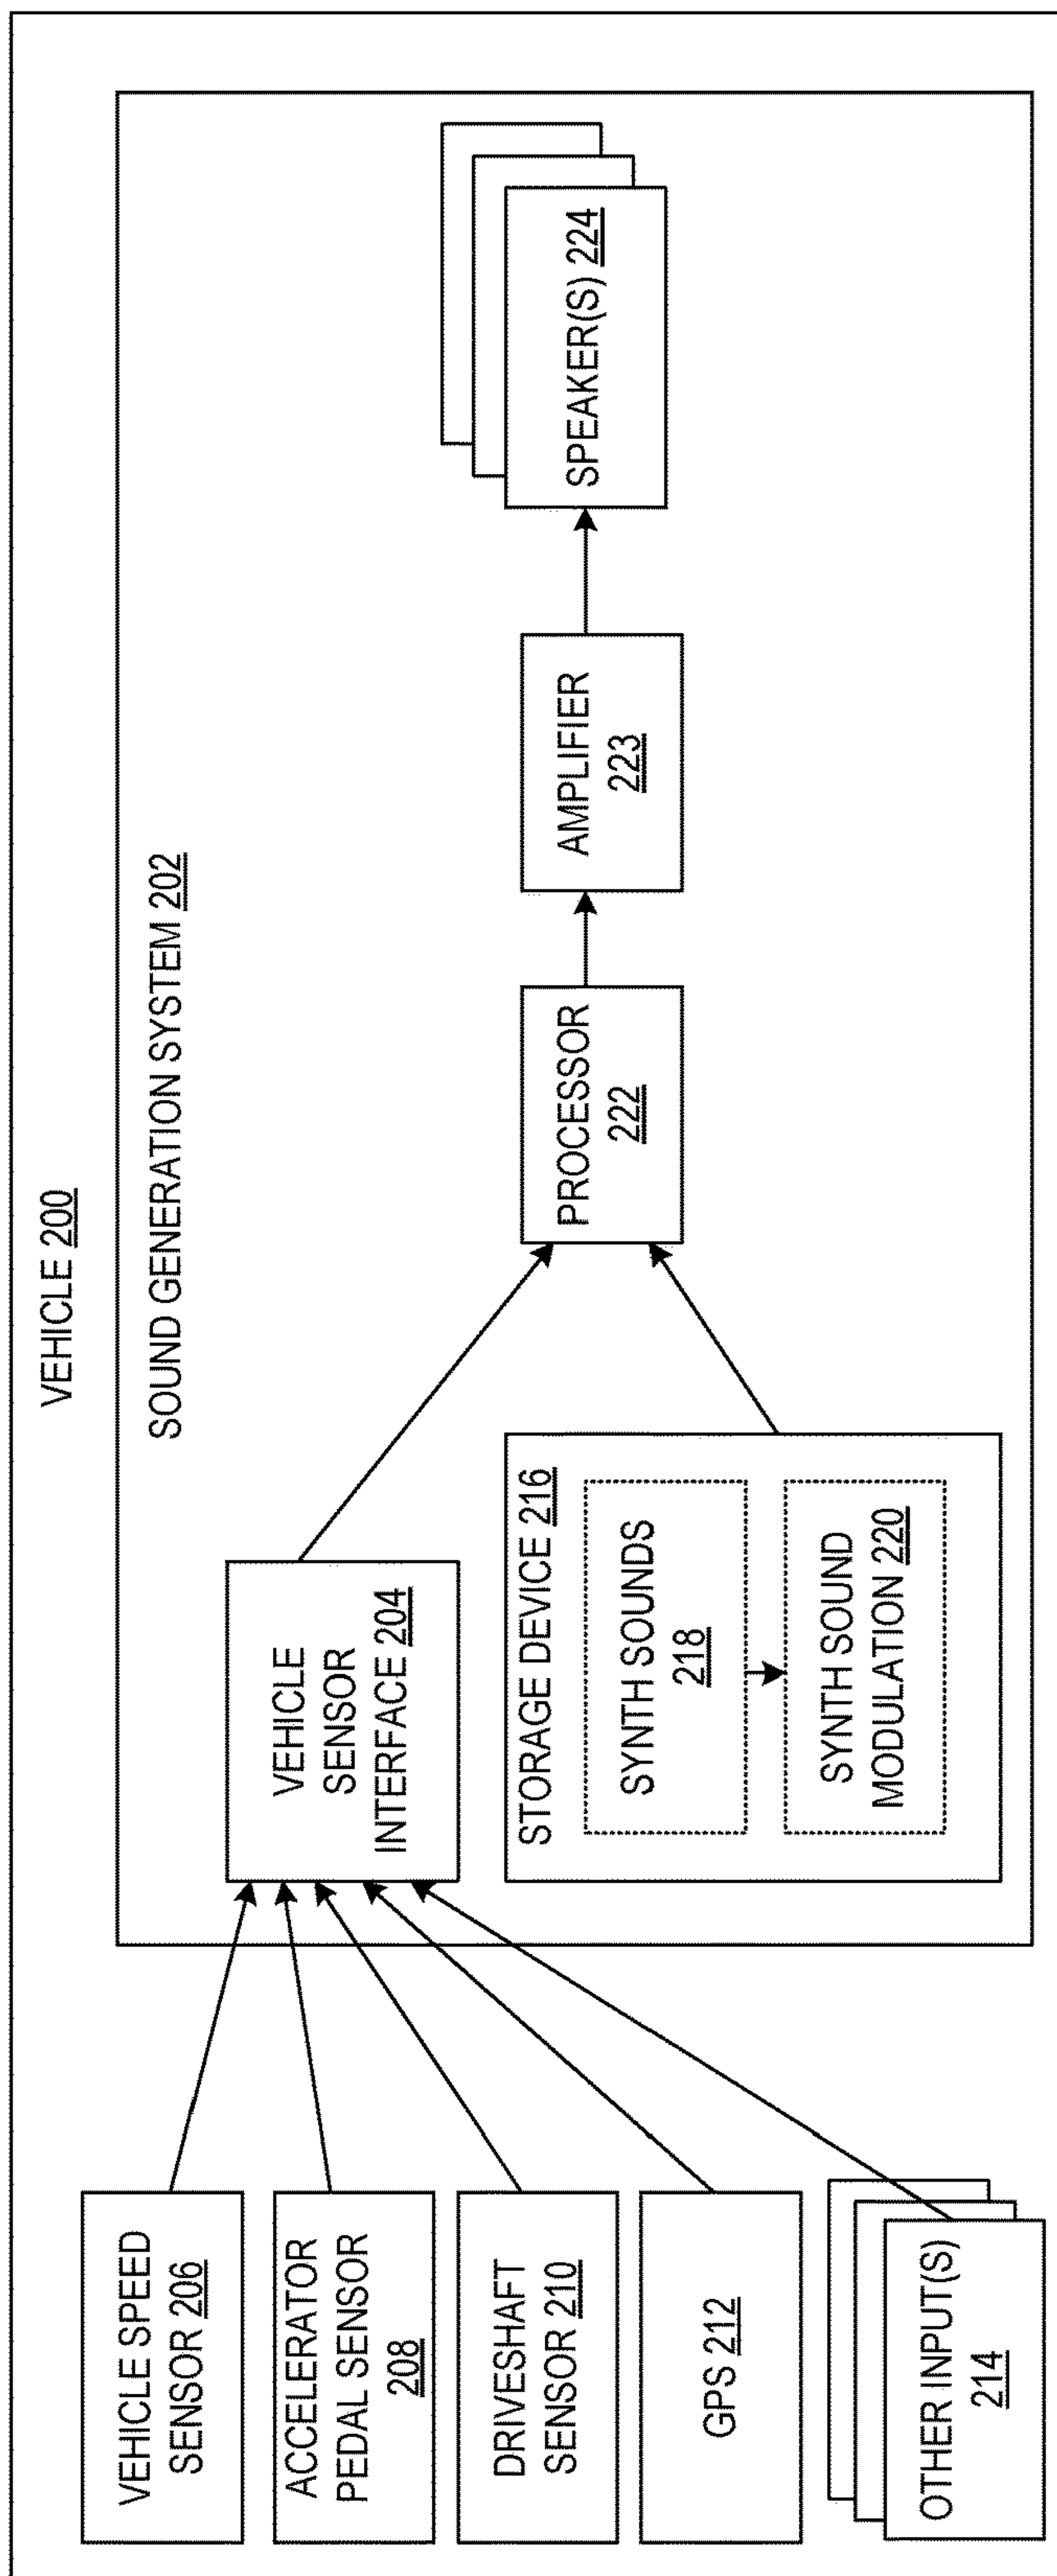 VEHICLE 200
SOUND GENERATION SYSTEM 202
VEHICLE SPEED
SENSOR 206
ACCELERATOR
PEDAL SENSOR
208
DRIVESHAFT
SENSOR 210
GPS 212
OTHER INPUT(S)
214
VEHICLE
SENSOR
INTERFACE 204
STORAGE DEVICE 216
SYNTH SOUNDS
218
SYNTH SOUND
MODULATION 220
PROCESSOR
222
AMPLIFIER
223
SPEAKER(S) 224